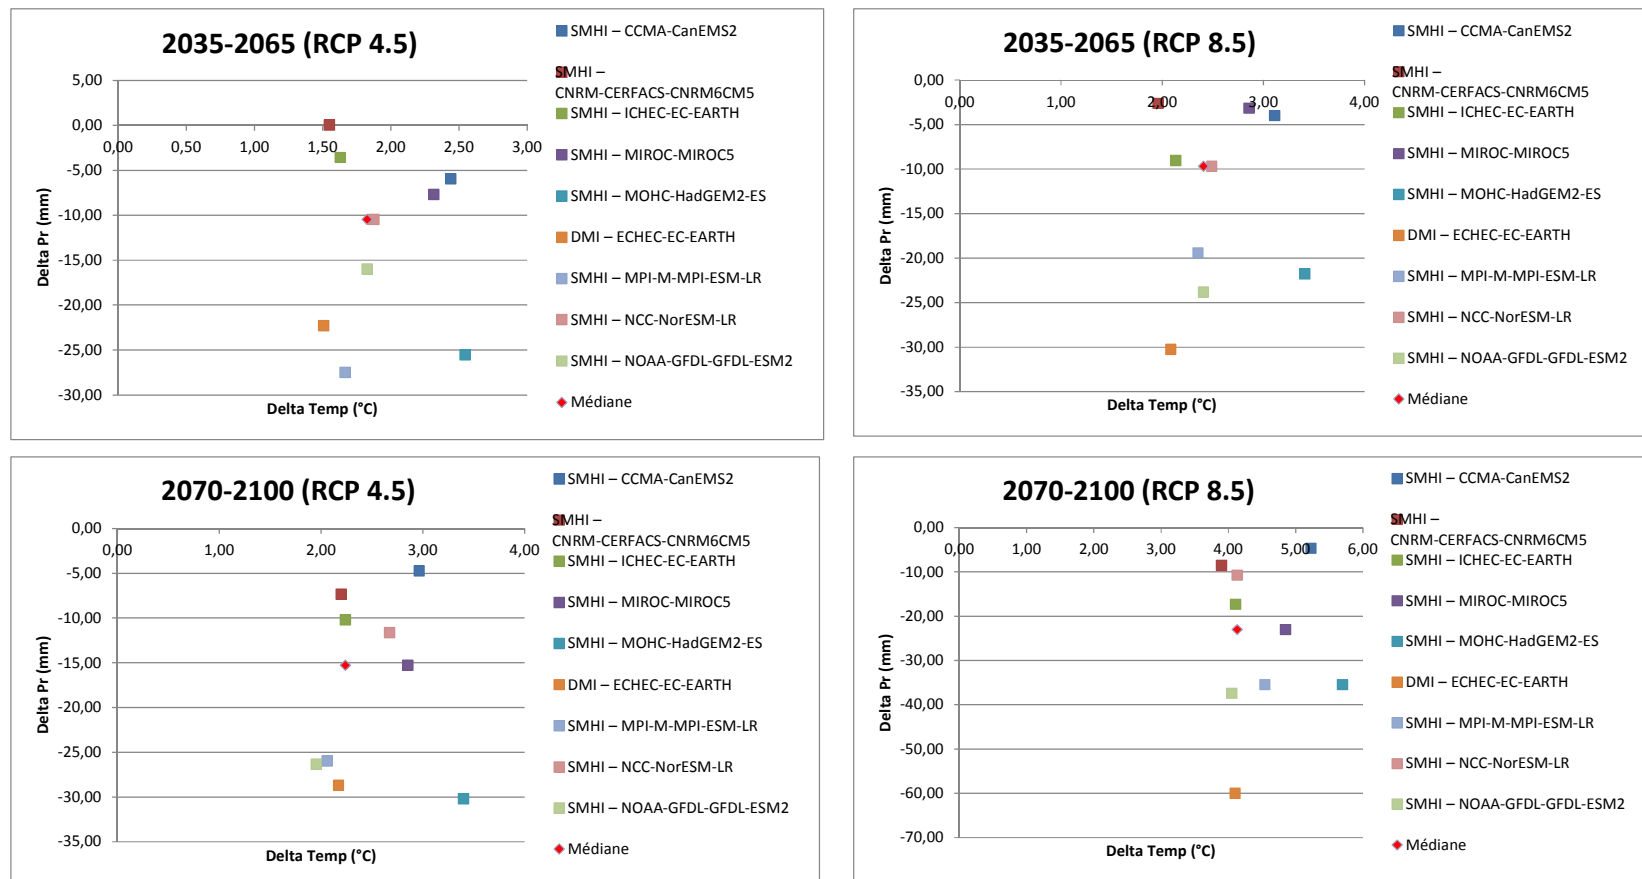 2035-2065 (RCP 4.5)
5,00
0,00
-5,00
-10,00
-15,00
-20,00
-25,00
-30,00
0,00 0,50 1,00 1,50 2,00 2,50 3,00
Delta Pr (mm)
Delta Temp (°C)
SMHI – CCMA-CanEMS2
SMHI –
CNRM-CERFACS-CNRM6CM5
SMHI – ICHEC-EC-EARTH
SMHI – MIROC-MIROC5
SMHI – MOHC-HadGEM2-ES
DMI – ECHEC-EC-EARTH
SMHI – MPI-M-MPI-ESM-LR
SMHI – NCC-NorESM-LR
SMHI – NOAA-GFDL-GFDL-ESM2
Médiane
2035-2065 (RCP 8.5)
0,00
-5,00
-10,00
-15,00
-20,00
-25,00
-30,00
-35,00
0,00 1,00 2,00 3,00 4,00
Delta Pr (mm)
Delta Temp (°C)
SMHI – CCMA-CanEMS2
SMHI –
CNRM-CERFACS-CNRM6CM5
SMHI – ICHEC-EC-EARTH
SMHI – MIROC-MIROC5
SMHI – MOHC-HadGEM2-ES
DMI – ECHEC-EC-EARTH
SMHI – MPI-M-MPI-ESM-LR
SMHI – NCC-NorESM-LR
SMHI – NOAA-GFDL-GFDL-ESM2
Médiane
2070-2100 (RCP 4.5)
0,00
-5,00
-10,00
-15,00
-20,00
-25,00
-30,00
-35,00
0,00 1,00 2,00 3,00 4,00
Delta Pr (mm)
Delta Temp (°C)
SMHI – CCMA-CanEMS2
SMHI –
CNRM-CERFACS-CNRM6CM5
SMHI – ICHEC-EC-EARTH
SMHI – MIROC-MIROC5
SMHI – MOHC-HadGEM2-ES
DMI – ECHEC-EC-EARTH
SMHI – MPI-M-MPI-ESM-LR
SMHI – NCC-NorESM-LR
SMHI – NOAA-GFDL-GFDL-ESM2
Médiane
2070-2100 (RCP 8.5)
0,00
-10,00
-20,00
-30,00
-40,00
-50,00
-60,00
-70,00
0,00 1,00 2,00 3,00 4,00 5,00 6,00
Delta Pr (mm)
Delta Temp (°C)
SMHI – CCMA-CanEMS2
SMHI –
CNRM-CERFACS-CNRM6CM5
SMHI – ICHEC-EC-EARTH
SMHI – MIROC-MIROC5
SMHI – MOHC-HadGEM2-ES
DMI – ECHEC-EC-EARTH
SMHI – MPI-M-MPI-ESM-LR
SMHI – NCC-NorESM-LR
SMHI – NOAA-GFDL-GFDL-ESM2
Médiane